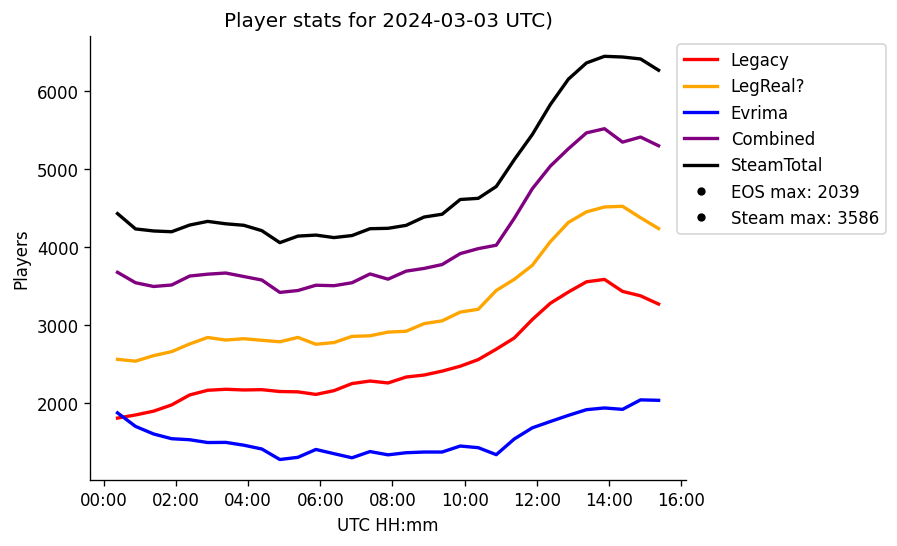 Player stats for 2024-03-03 UTC)
Legacy
LegReal?
Evrima
Combined
SteamTotal
EOS max: 2039
Steam max: 3586
Players
6000
5000
4000
3000
2000
00:00 02:00 04:00 06:00 08:00 10:00 12:00 14:00 16:00
UTC HH:mm